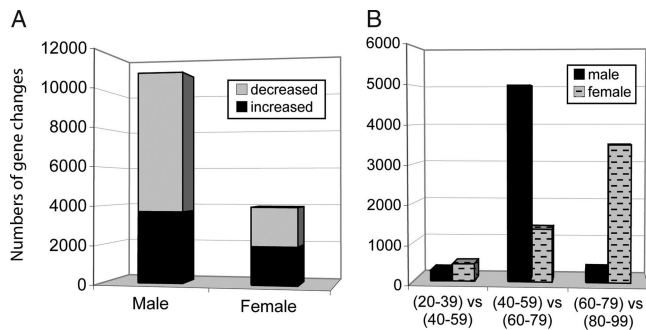 A
12000
10000
8000
6000
4000
2000
0
Numbers of gene changes
decreased
increased
Male
Female
B
6000
5000
4000
3000
2000
1000
0
male
female
(20-39) vs
(40-59)
(40-59) vs
(60-79)
(60-79) vs
(80-99)